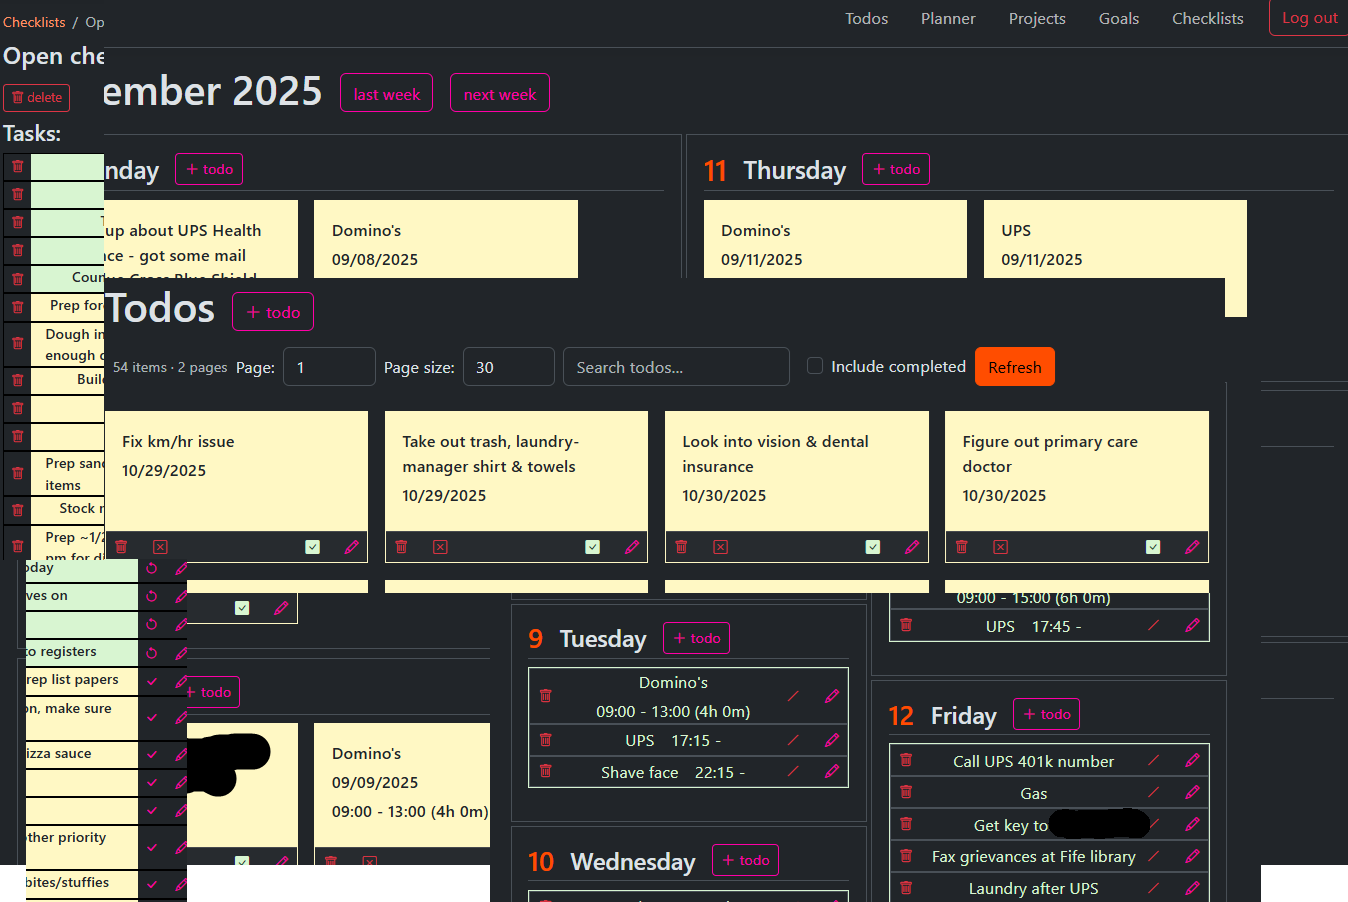 Checklists / Op
Todos Planner Projects Goals Checklists Log out
Open che
delete
ember 2025 last week next week
Tasks:
nday + todo
11 Thursday + todo
up about UPS Health
ce - got some mail
Domino's
09/08/2025
Domino's
09/11/2025
UPS
09/11/2025
Coun
Prep for
Dough in
enough
Buil
Prep san
items
Stock
Prep ~1/2
pm for di
Todos + todo
54 items · 2 pages Page: 1 Page size: 30 Search todos... Include completed Refresh
Fix km/hr issue
10/29/2025
Take out trash, laundry-
manager shirt & towels
10/29/2025
Look into vision & dental
insurance
10/30/2025
Figure out primary care
doctor
10/30/2025
oday
ves on
to registers
rep list papers
on, make sure
izza sauce
ther priority
bites/stuffies
+ todo
Domino's
09/09/2025
09:00 - 13:00 (4h 0m)
9 Tuesday + todo
Domino's
09:00 - 13:00 (4h 0m)
UPS 17:15 -
Shave face 22:15 -
10 Wednesday + todo
09:00 - 15:00 (6h 0m)
UPS 17:45 -
12 Friday + todo
Call UPS 401k number
Gas
Get key to
Fax grievances at Fife library
Laundry after UPS